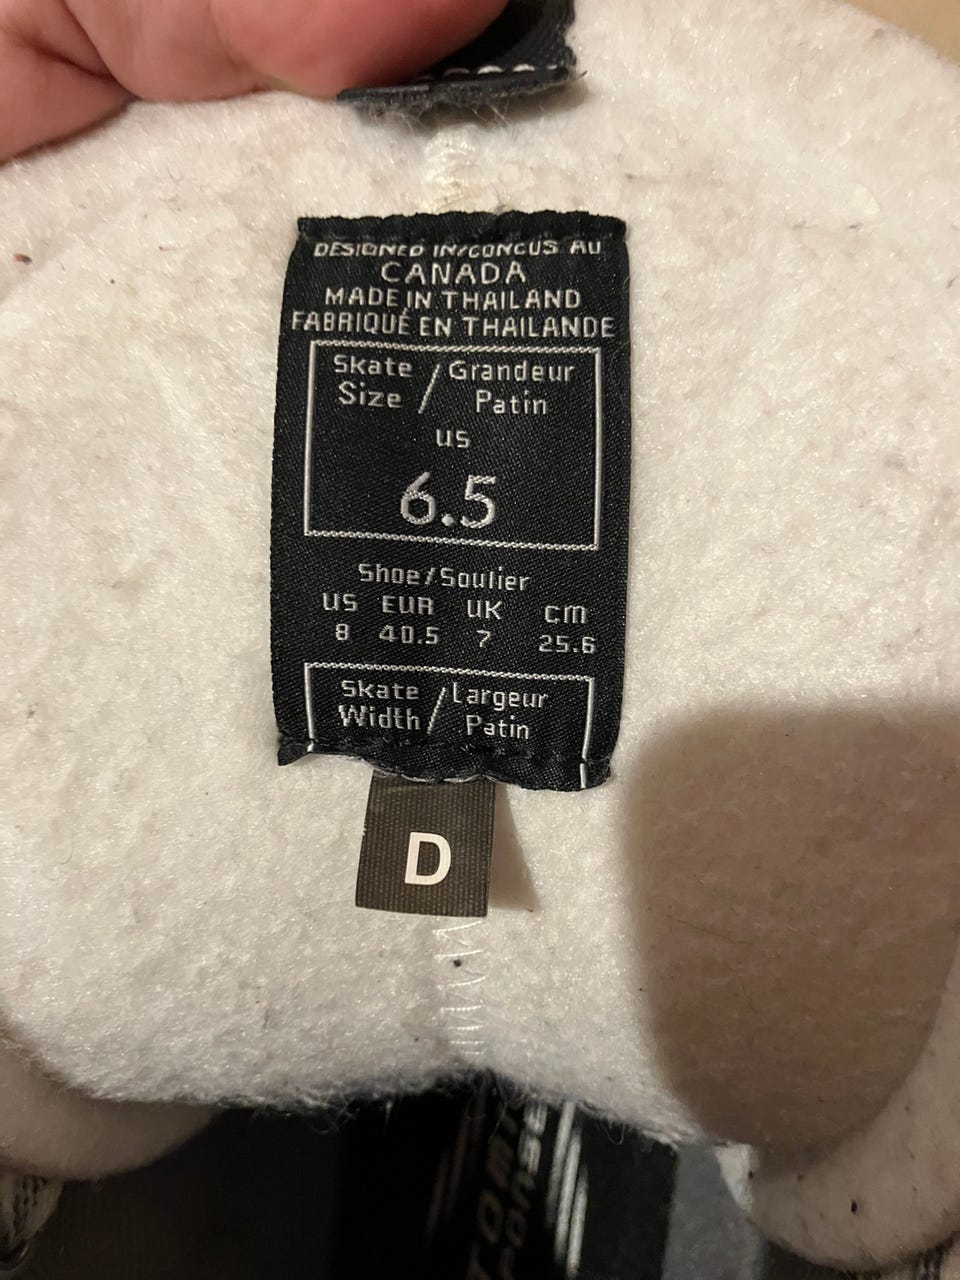 DESIGNED IN/CONCUS AU
CANADA
MADE IN THAILAND
FABRIQUÉ EN THAILANDE
Skate / Grandeur
Size Patin
US
6.5
Shoe/Soulier
US EUR UK cm
8 40.5 7 25.6
Skate / Largeur
Width Patin
D